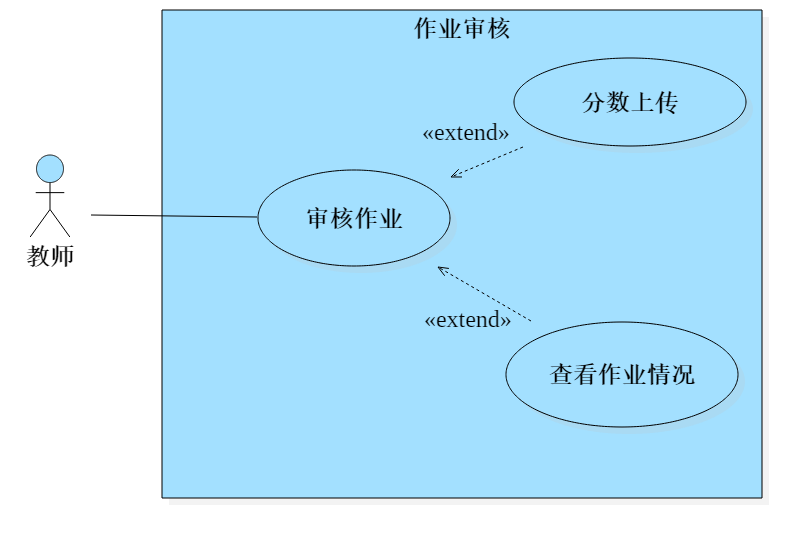 作业审核
分数上传
«extend»
审核作业
教师
«extend»
查看作业情况